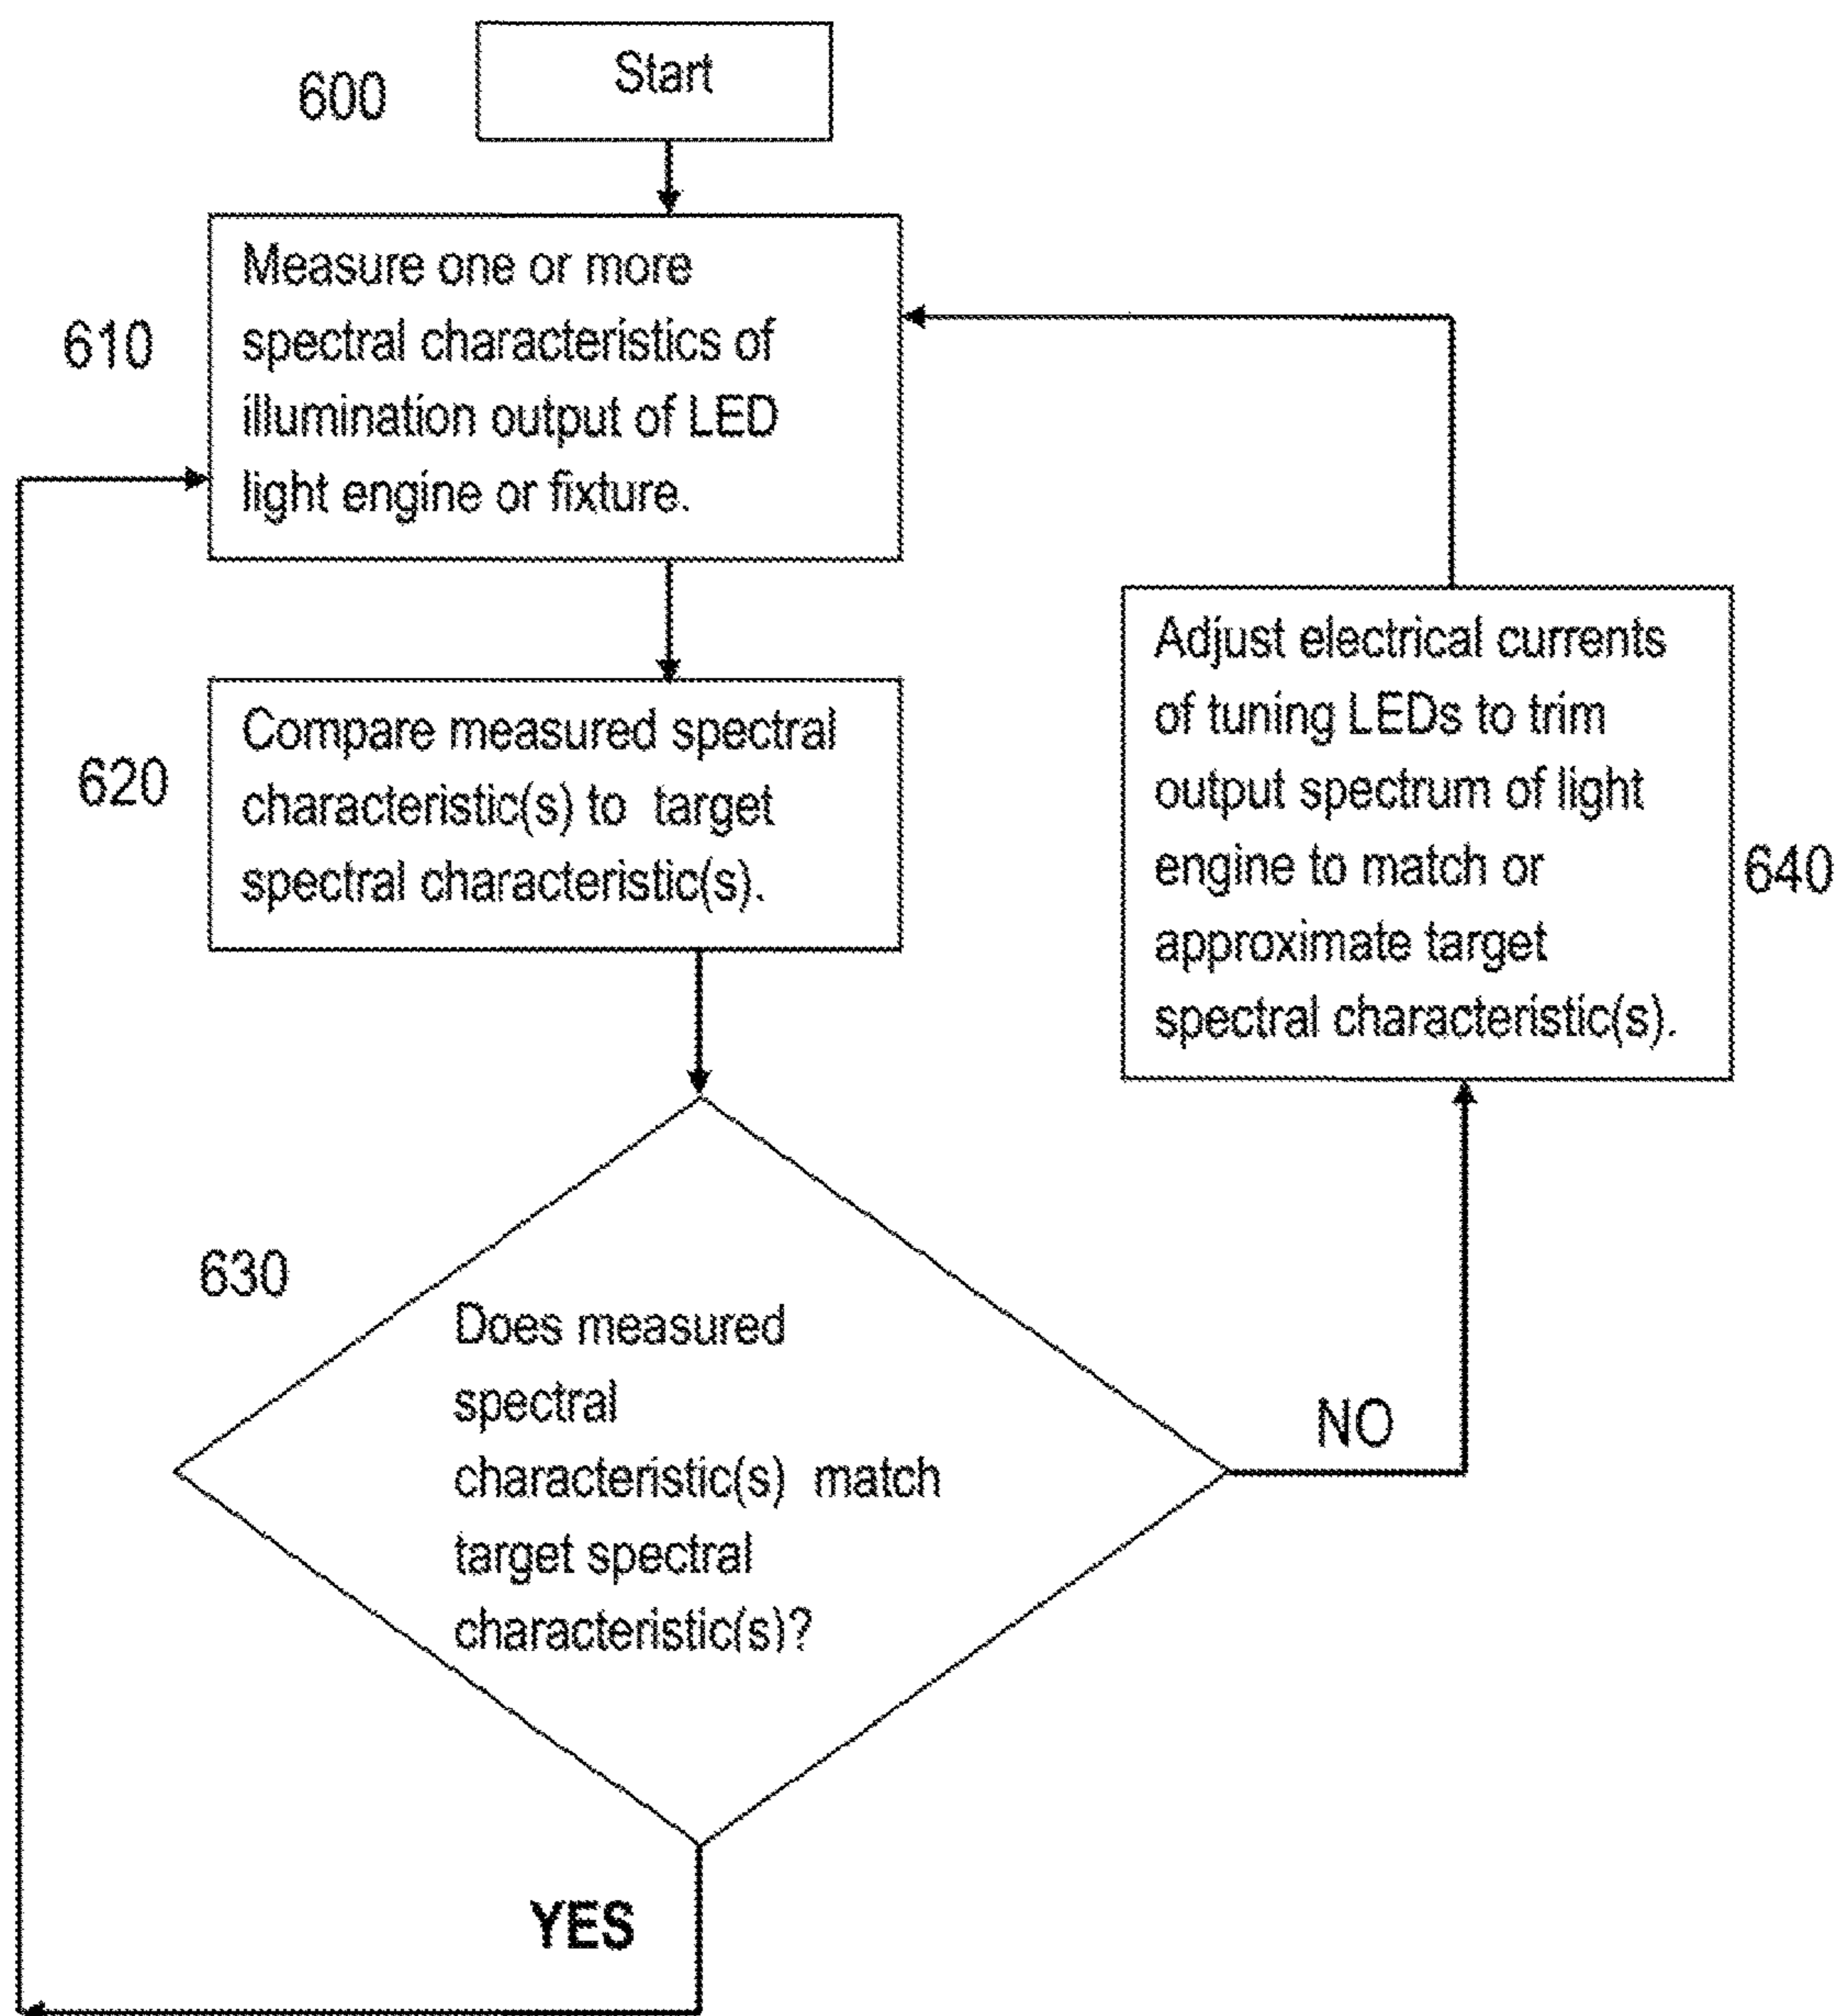 600
Start
610
Measure one or more
spectral characteristics of
illumination output of LED
light engine or fixture.
620
Compare measured spectral
characteristic(s) to target
spectral characteristic(s).
630
Does measured
spectral
characteristic(s) match
target spectral
characteristic(s)?
NO
YES
Adjust electrical currents
of tuning LEDs to trim
output spectrum of light
engine to match or
approximate target
spectral characteristic(s).
640